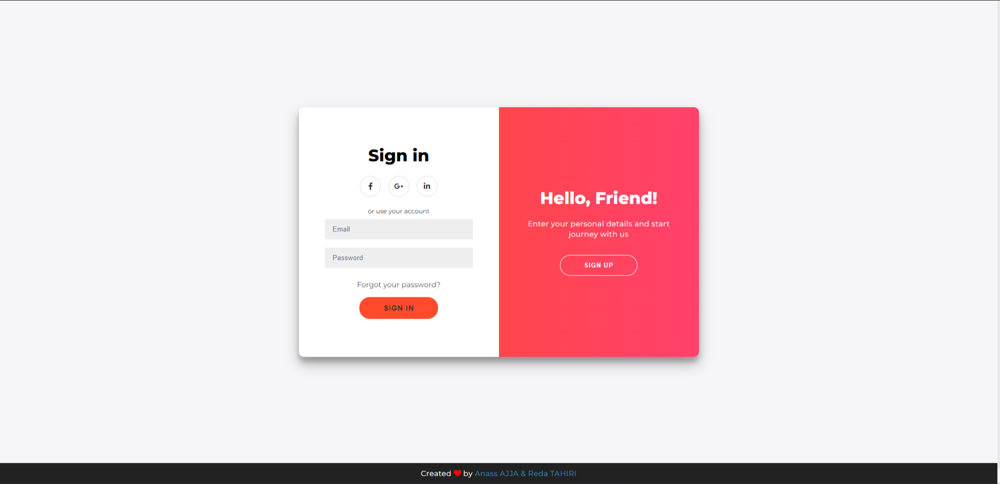 Sign in
f
G+
in
or use your account
Email
Password
Forgot your password?
SIGN IN
Hello, Friend!
Enter your personal details and start
journey with us
SIGN UP
Created ❤ by Anass AJJA & Reda TAHIRI